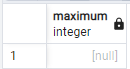 maximum
integer
1 [null]